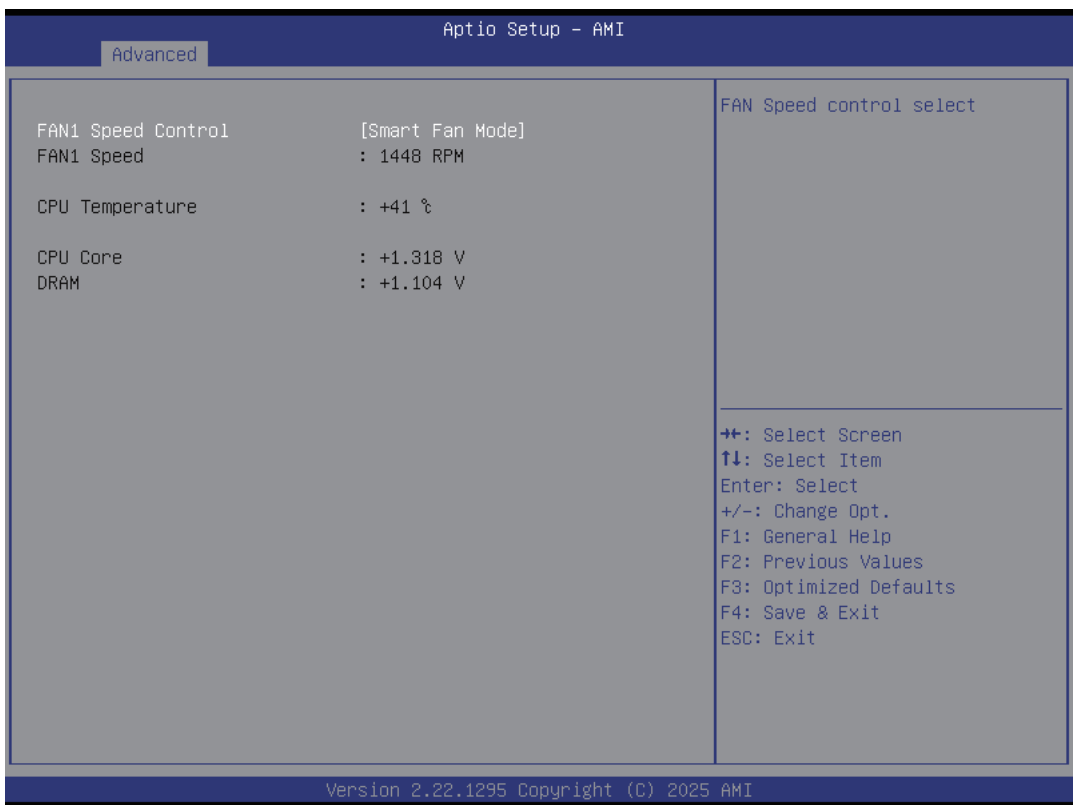 Aptio Setup – AMI
Advanced
FAN1 Speed Control [Smart Fan Mode]
FAN1 Speed : 1448 RPM
CPU Temperature : +41 ℃
CPU Core : +1.318 V
DRAM : +1.104 V
FAN Speed control select
→←: Select Screen
↑↓: Select Item
Enter: Select
+/-: Change Opt.
F1: General Help
F2: Previous Values
F3: Optimized Defaults
F4: Save & Exit
ESC: Exit
Version 2.22.1295 Copyright (C) 2025 AMI